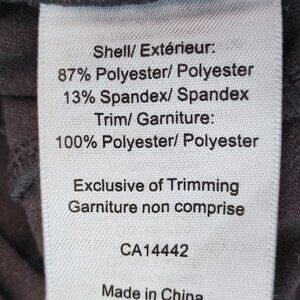 Shell/ Extérieur:
87% Polyester/ Polyester
13% Spandex/ Spandex
Trim/ Garniture:
100% Polyester/ Polyester
Exclusive of Trimming
Garniture non comprise
CA14442
Made in China